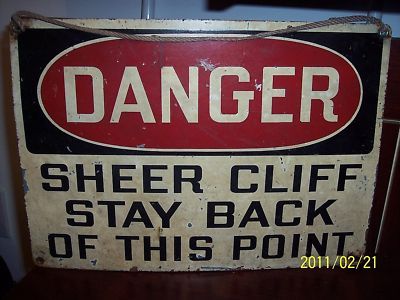 DANGER
SHEER CLIFF
STAY BACK
OF THIS POINT
2011/02/21